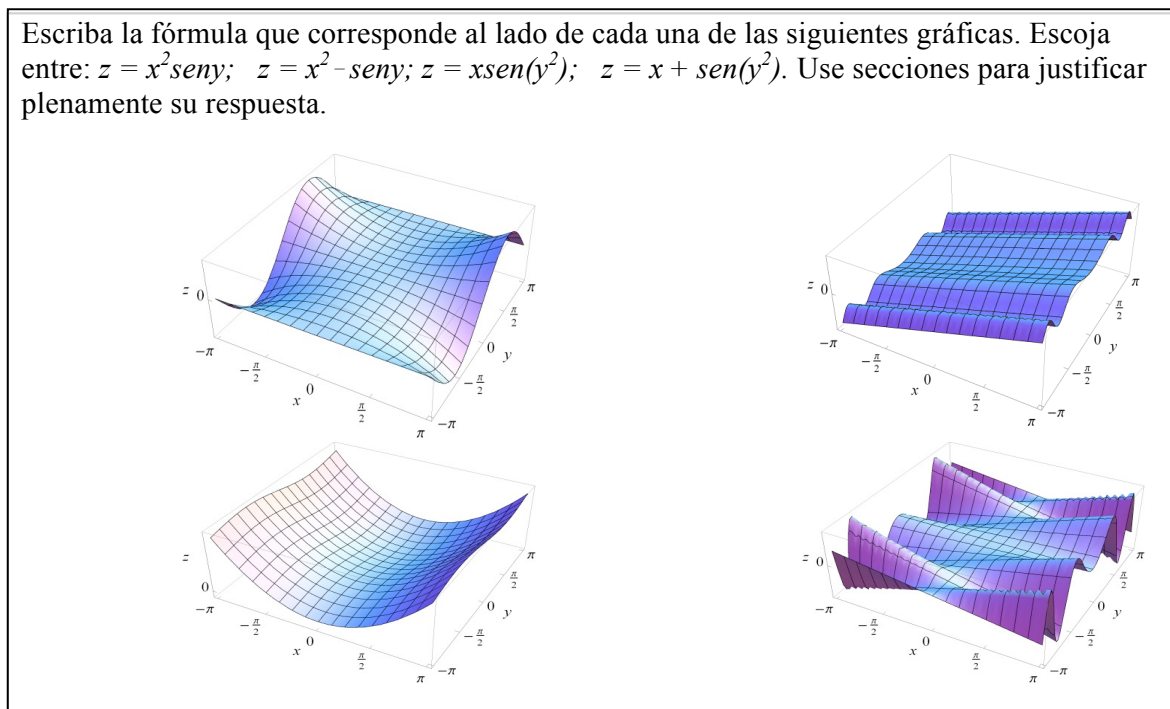 Escriba la fórmula que corresponde al lado de cada una de las siguientes gráficas. Escoja
entre: z = x²seny; z = x² - seny; z = xsen(y²); z = x + sen(y²). Use secciones para justificar
plenamente su respuesta.
z 0
-π
-π/2
0
x
π/2
π
-π
-π/2
0
y
π/2
π
z 0
-π
-π/2
0
x
π/2
π
-π
-π/2
0
y
π/2
π
z
0
-π
-π/2
0
x
π/2
π
-π
-π/2
0
y
π/2
π
z 0
-π
-π/2
0
x
π/2
π
-π
-π/2
0
y
π/2
π